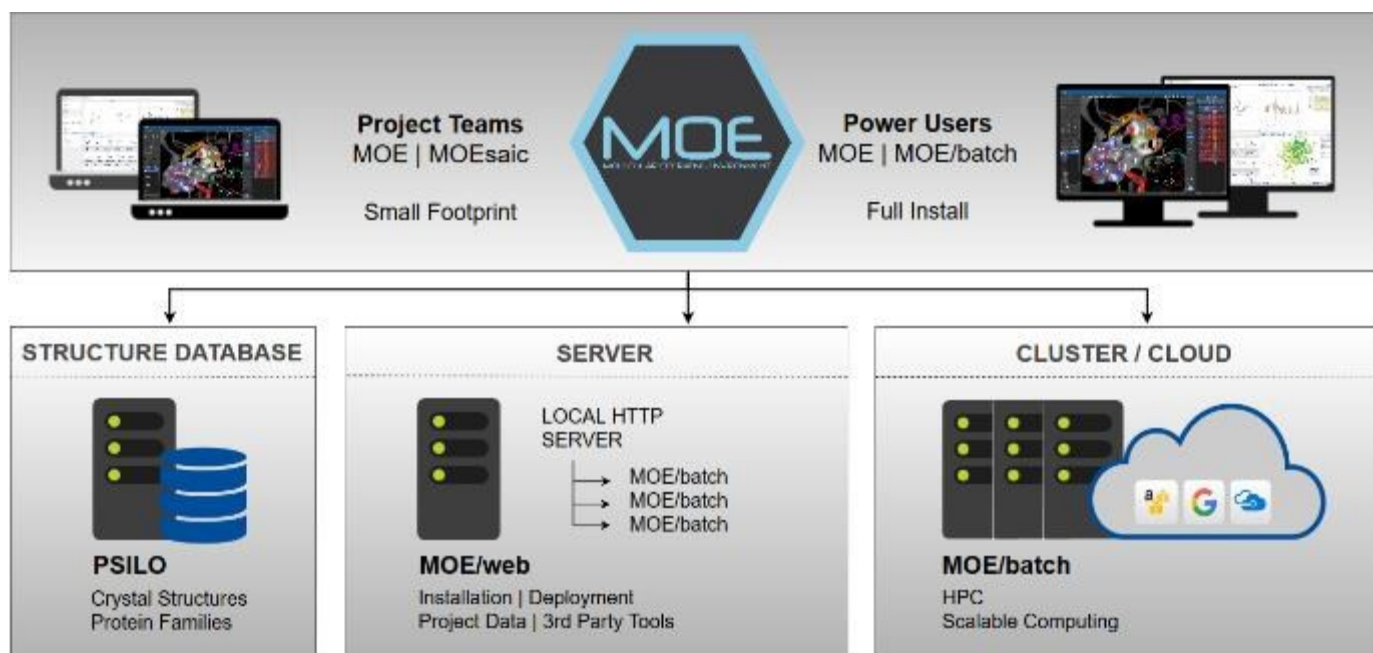 Project Teams
MOE | MOEsaic
Small Footprint
MOE
Power Users
MOE | MOE/batch
Full Install
STRUCTURE DATABASE
PSILO
Crystal Structures
Protein Families
SERVER
LOCAL HTTP
SERVER
MOE/batch
MOE/batch
MOE/batch
MOE/web
Installation | Deployment
Project Data | 3rd Party Tools
CLUSTER / CLOUD
a
G
MOE/batch
HPC
Scalable Computing